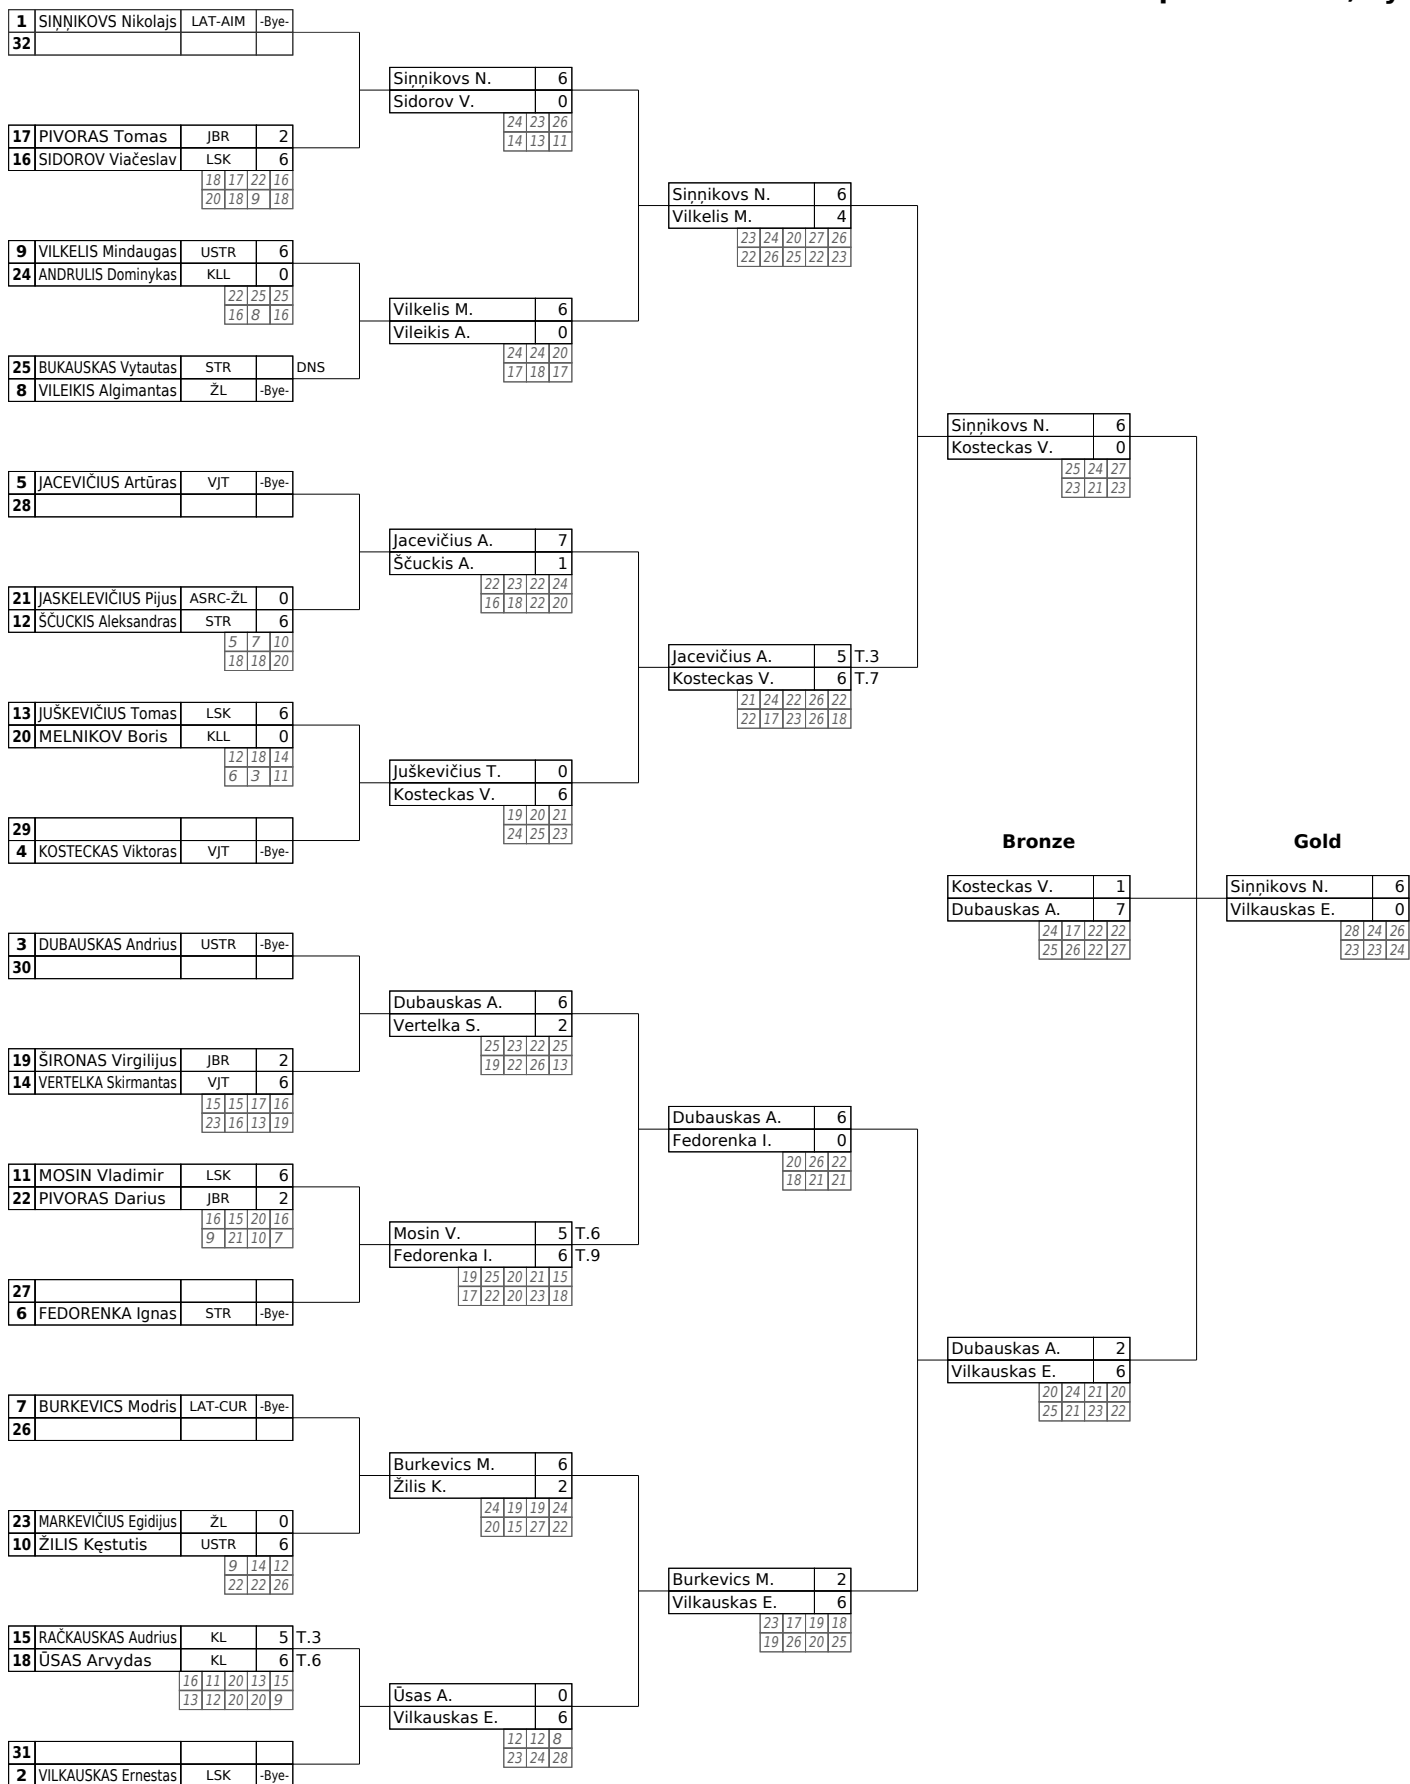 1 SIŅŅIKOVS Nikolajs LAT-AIM -Bye-
32
17 PIVORAS Tomas JBR 2
16 SIDOROV Viačeslav LSK 6
18 17 22 16
20 18 9 18
9 VILKELIS Mindaugas USTR 6
24 ANDRULIS Dominykas KLL 0
22 25 25
16 8 16
25 BUKAUSKAS Vytautas STR DNS
8 VILEIKIS Algimantas ŽL -Bye-
5 JACEVIČIUS Artūras VJT -Bye-
28
21 JASKELEVIČIUS Pijus ASRC-ŽL 0
12 ŠČUCKIS Aleksandras STR 6
5 7 10
18 18 20
13 JUŠKEVIČIUS Tomas LSK 6
20 MELNIKOV Boris KLL 0
12 18 14
6 3 11
29
4 KOSTECKAS Viktoras VJT -Bye-
3 DUBAUSKAS Andrius USTR -Bye-
30
19 ŠIRONAS Virgilijus JBR 2
14 VERTELKA Skirmantas VJT 6
15 15 17 16
23 16 13 19
11 MOSIN Vladimir LSK 6
22 PIVORAS Darius JBR 2
16 15 20 16
9 21 10 7
27
6 FEDORENKA Ignas STR -Bye-
7 BURKEVICS Modris LAT-CUR -Bye-
26
23 MARKEVIČIUS Egidijus ŽL 0
10 ŽILIS Kęstutis USTR 6
9 14 12
22 22 26
15 RAČKAUSKAS Audrius KL 5 T.3
18 ŪSAS Arvydas KL 6 T.6
16 11 20 13 15
13 12 20 20 9
31
2 VILKAUSKAS Ernestas LSK -Bye-
Siņņikovs N. 6
Sidorov V. 0
24 23 26
14 13 11
Vilkelis M. 6
Vileikis A. 0
24 24 20
17 18 17
Jacevičius A. 7
Ščuckis A. 1
22 23 22 24
16 18 22 20
Juškevičius T. 0
Kosteckas V. 6
19 20 21
24 25 23
Dubauskas A. 6
Vertelka S. 2
25 23 22 25
19 22 26 13
Mosin V. 5 T.6
Fedorenka I. 6 T.9
19 25 20 21 15
17 22 20 23 18
Burkevics M. 6
Žilis K. 2
24 19 19 24
20 15 27 22
Ūsas A. 0
Vilkauskas E. 6
12 12 8
23 24 28
Siņņikovs N. 6
Vilkelis M. 4
23 24 20 27 26
22 26 25 22 23
Jacevičius A. 5 T.3
Kosteckas V. 6 T.7
21 24 22 26 22
22 17 23 26 18
Dubauskas A. 6
Fedorenka I. 0
20 26 22
18 21 21
Burkevics M. 2
Vilkauskas E. 6
23 17 19 18
19 26 20 25
Siņņikovs N. 6
Kosteckas V. 0
25 24 27
23 21 23
Dubauskas A. 2
Vilkauskas E. 6
20 24 21 20
25 21 23 22
Bronze
Kosteckas V. 1
Dubauskas A. 7
24 17 22 22
25 26 22 27
Gold
Siņņikovs N. 6
Vilkauskas E. 0
28 24 26
23 23 24